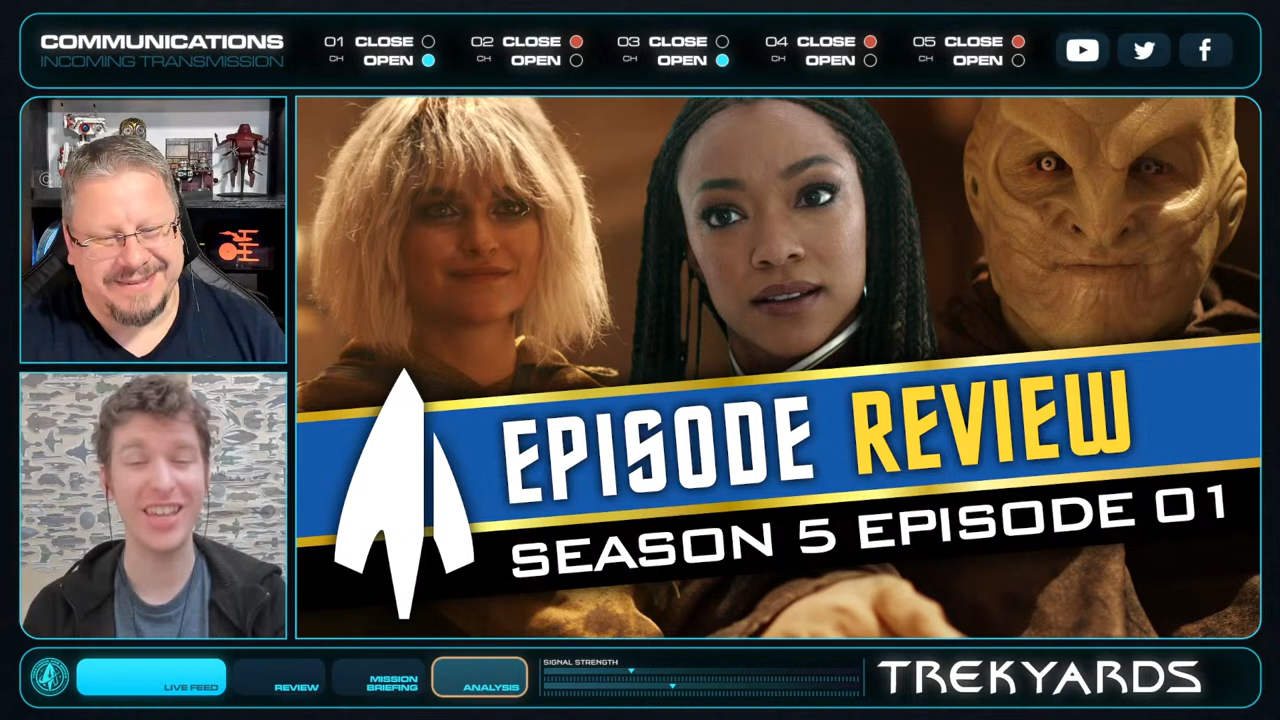 COMMUNICATIONS
INCOMING TRANSMISSION
01 CLOSE
CH OPEN
02 CLOSE
CH OPEN
03 CLOSE
CH OPEN
04 CLOSE
CH OPEN
05 CLOSE
CH OPEN
EPISODE REVIEW
SEASON 5 EPISODE 01
LIVE FEED
REVIEW
MISSION
BRIEFING
ANALYSIS
SIGNAL STRENGTH
TREKYARDS